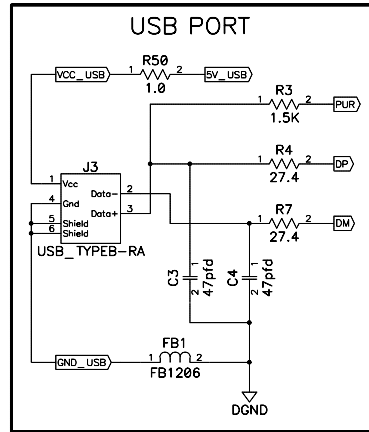 USB PORT
R50
VCC_USB 1 2 5V_USB
1.0
R3
1 2 PUR
1.5K
J3
R4
1 2 DP
27.4
1 Vcc
Data- 2
4 Gnd
Data+ 3
5 Shield
6 Shield
R7
1 2 DM
27.4
USB_TYPEB-RA
C3 1 2 47pfd
C4 1 2 47pfd
FB1
GND_USB 1 2
FB1206
DGND